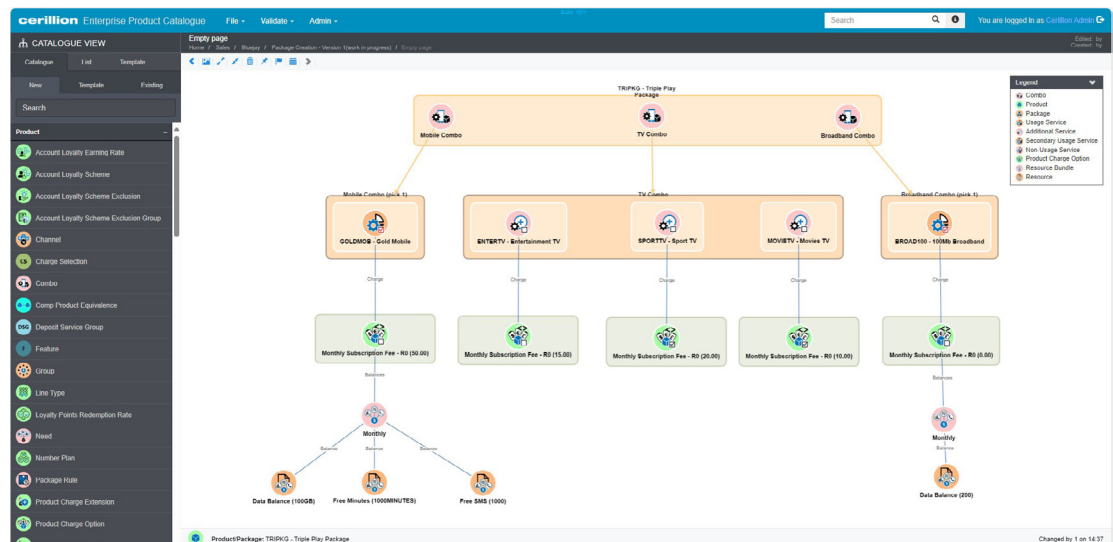 cerillion Enterprise Product Catalogue File Validate Admin Search You are logged In as Cerillion Admin
CATALOGUE VIEW
Catalogue List Template
New Template Existing
Search
Product
Account Loyalty Earning Rate
Account Loyalty Scheme
Account Loyalty Scheme Exclusion
Account Loyalty Scheme Exclusion Group
Channel
CS Charge Selection
Combo
Comp Product Equivalence
DSG Deposit Service Group
F Feature
Group
Line Type
Loyalty Points Redemption Rate
Need
Number Plan
Package Rule
Product Charge Extension
Product Charge Option
Empty page
Home / Sales / Bluejay / Package Creation - Version 1(work in progress) / Empty page
Edited: by
Created: by
TRIPKG - Triple Play
Package
Mobile Combo TV Combo Broadband Combo
Legend
Combo
Product
Package
Usage Service
Additional Service
Secondary Usage Service
Non Usage Service
Product Charge Option
Resource Bundle
Resource
Mobile Combo (pick 1) TV Combo Broadband Combo (pick 1)
GOLDMOB - Gold Mobile ENTERTV - Entertainment TV SPORTTV - Sport TV MOVIETV - Movies TV BROAD100 - 100Mb Broadband
Charge Charge Charge Charge Charge
Monthly Subscription Fee - R0 (50.00) Monthly Subscription Fee - R0 (15.00) Monthly Subscription Fee - R0 (20.00) Monthly Subscription Fee - R0 (10.00) Monthly Subscription Fee - R0 (0.00)
Balances Balances
Monthly Monthly
Balance Balance Balance Balance
Data Balance (100GB) Free Minutes (1000MINUTES) Free SMS (1000) Data Balance (200)
Product/Package: TRIPKG - Triple Play Package Changed by 1 on 14:37